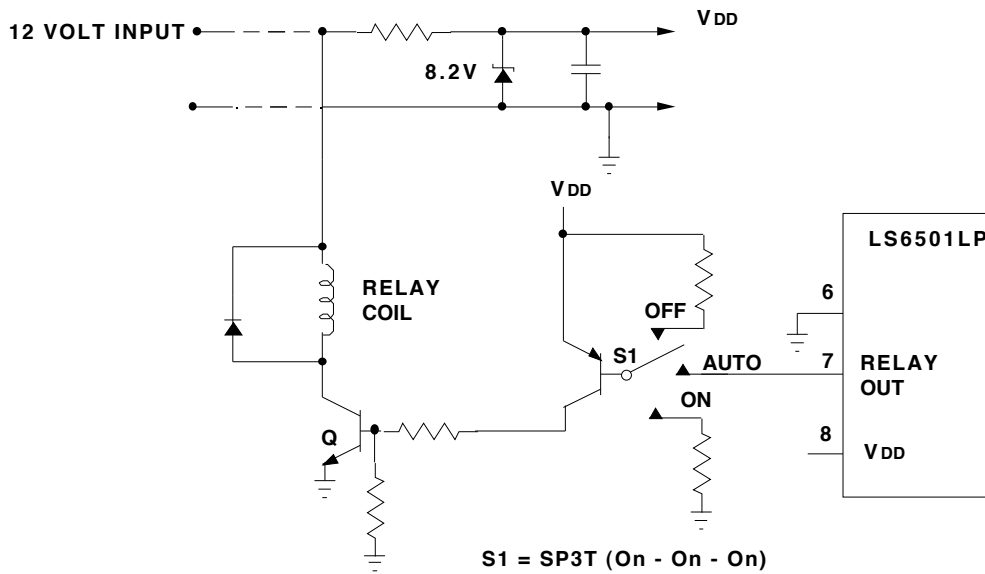 12 VOLT INPUT
VDD
8.2V
VDD
LS6501LP
RELAY
COIL
6
OFF
S1
AUTO
7
RELAY
OUT
ON
Q
8
VDD
S1 = SP3T (On - On - On)